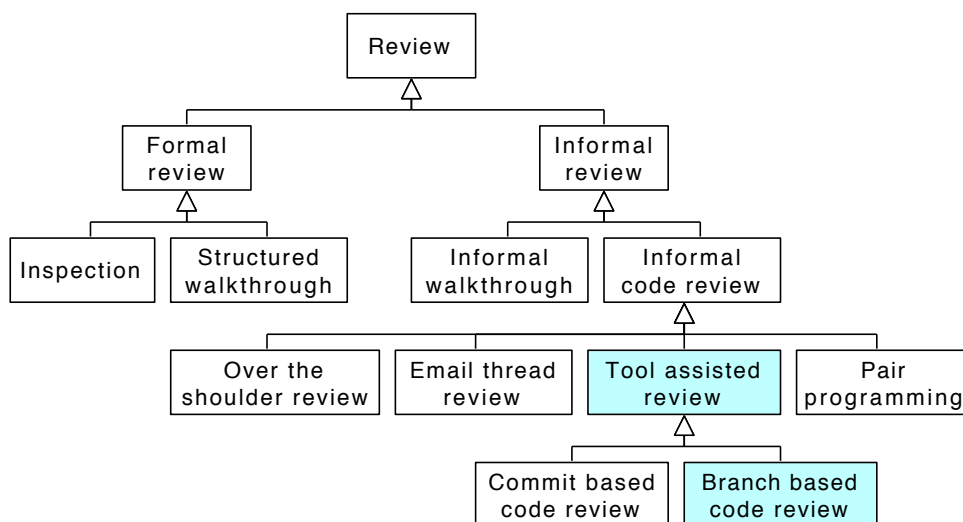 Review
Formal
review
Informal
review
Inspection
Structured
walkthrough
Informal
walkthrough
Informal
code review
Over the
shoulder review
Email thread
review
Tool assisted
review
Pair
programming
Commit based
code review
Branch based
code review